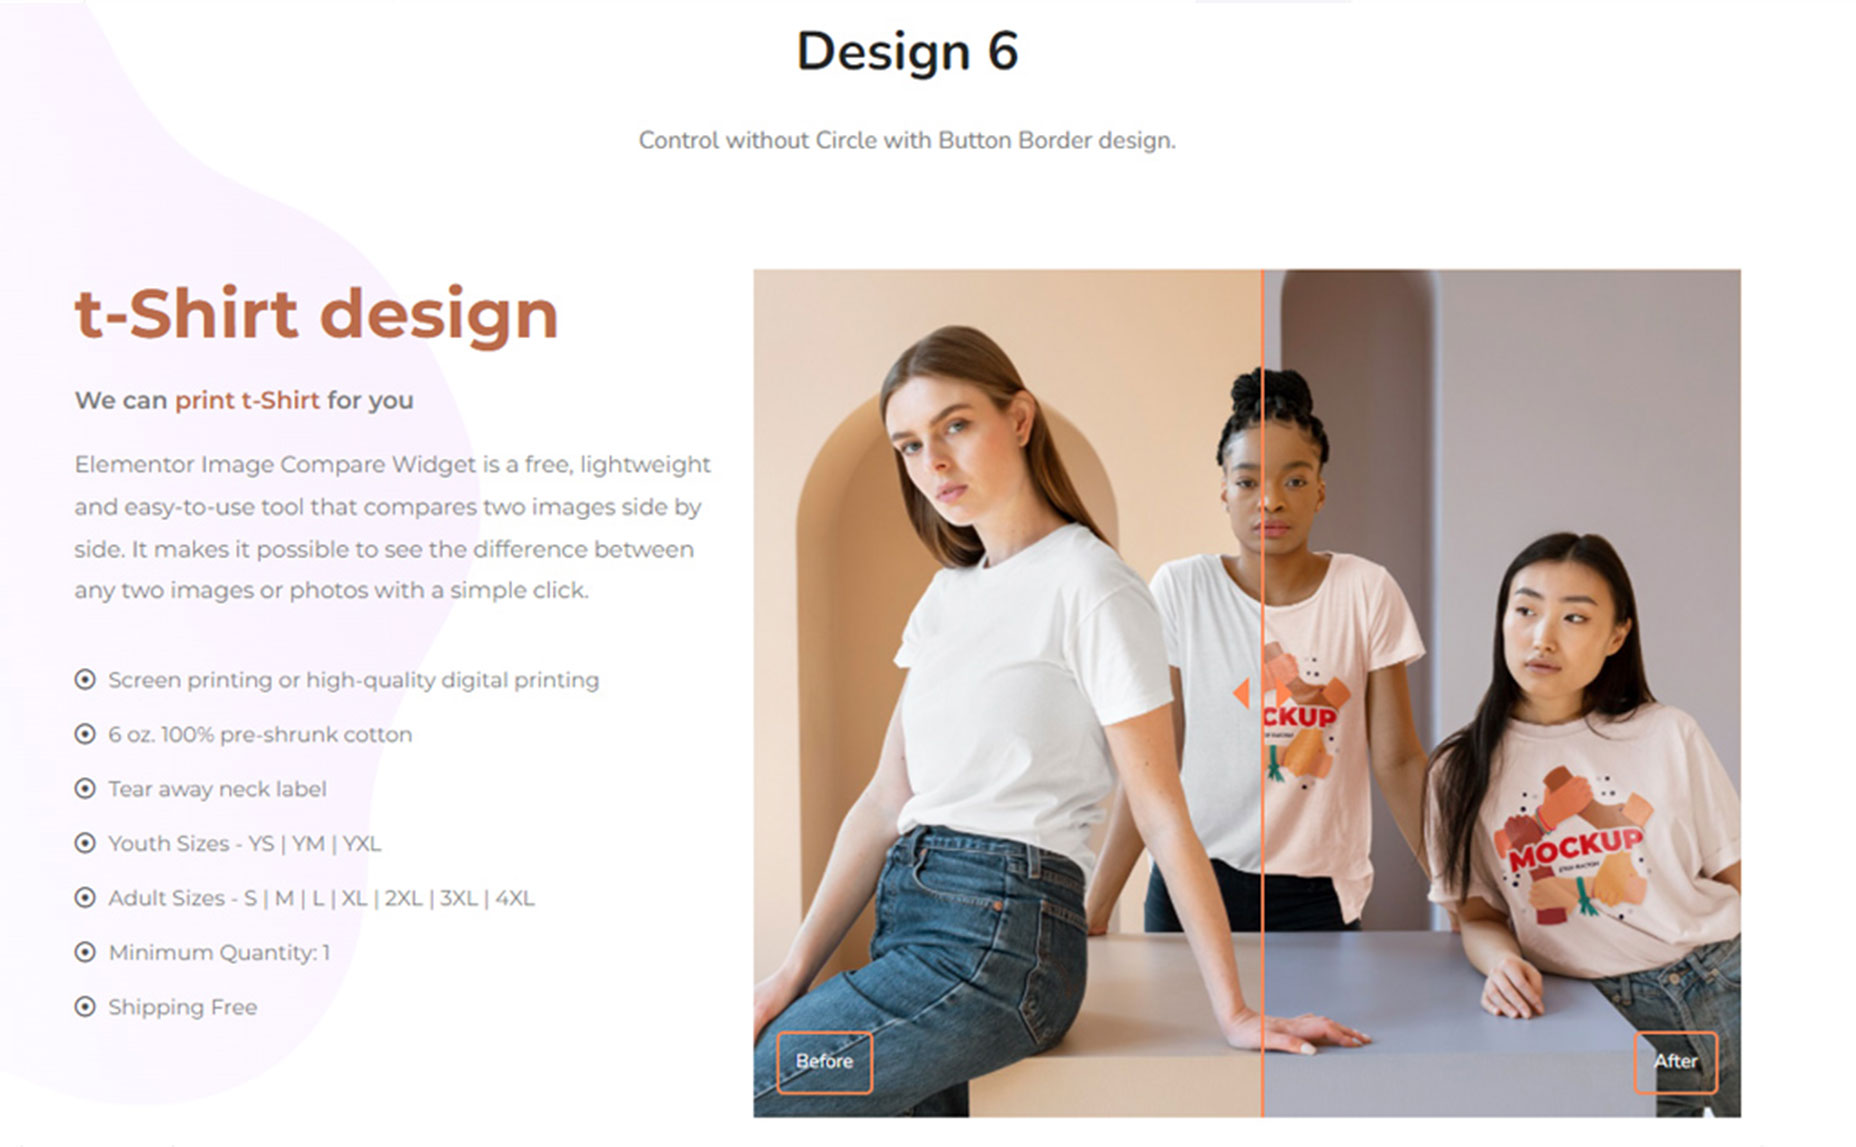 Design 6
Control without Circle with Button Border design.
t-Shirt design
We can print t-Shirt for you
Elementor Image Compare Widget is a free, lightweight
and easy-to-use tool that compares two images side by
side. It makes it possible to see the difference between
any two images or photos with a simple click.
Screen printing or high-quality digital printing
6 oz. 100% pre-shrunk cotton
Tear away neck label
Youth Sizes - YS | YM | YXL
Adult Sizes - S | M | L | XL | 2XL | 3XL | 4XL
Minimum Quantity: 1
Shipping Free
CKUP
MOCKUP
Before
After